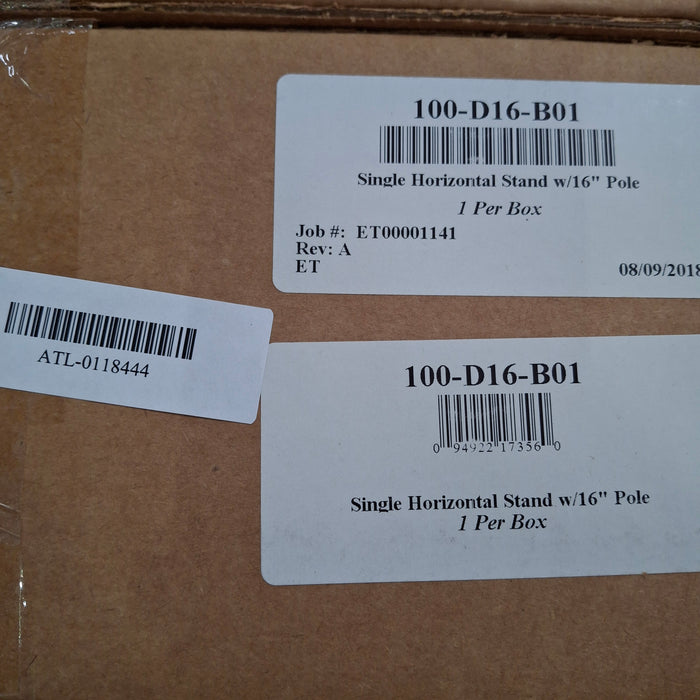 100-D16-B01
Single Horizontal Stand w/16" Pole
1 Per Box
Job #: ET00001141
Rev: A
ET 08/09/2018
ATL-0118444
100-D16-B01
0 94922 17356 0
Single Horizontal Stand w/16" Pole
1 Per Box